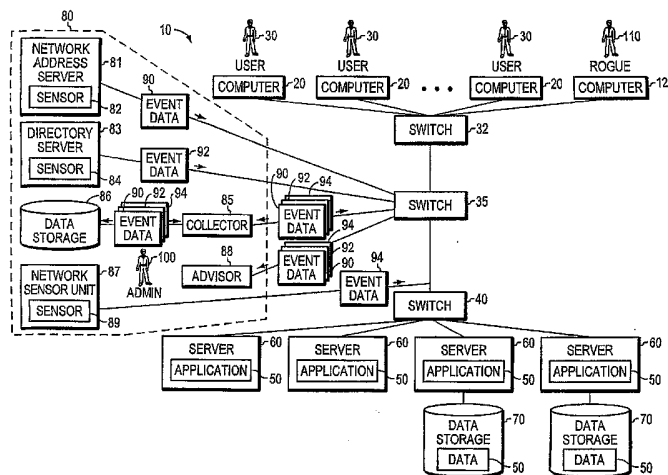 80
10
30
30
30
110
USER
USER
USER
ROGUE
COMPUTER
20
COMPUTER
20
• • •
COMPUTER
20
COMPUTER
12
NETWORK
ADDRESS
SERVER
81
SENSOR
82
90
EVENT
DATA
SWITCH
32
DIRECTORY
SERVER
83
SENSOR
84
92
EVENT
DATA
86
90
92
94
85
90
92
94
SWITCH
35
DATA
STORAGE
EVENT
DATA
COLLECTOR
EVENT
DATA
94
100
ADMIN
88
ADVISOR
EVENT
DATA
92
90
NETWORK
SENSOR UNIT
87
SENSOR
89
94
EVENT
DATA
SWITCH
40
SERVER
60
APPLICATION
50
SERVER
60
APPLICATION
50
SERVER
60
APPLICATION
50
SERVER
60
APPLICATION
50
DATA
STORAGE
70
DATA
50
DATA
STORAGE
70
DATA
50